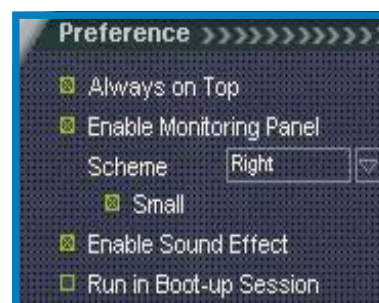 Preference >>>>>>>>>>>>
Always on Top
Enable Monitoring Panel
Scheme Right
Small
Enable Sound Effect
Run in Boot-up Session